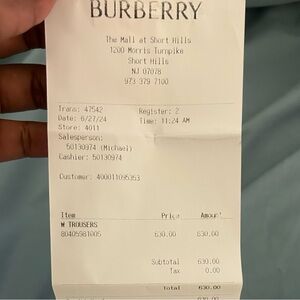 BURBERRY
The Mall at Short Hills
1200 Morris Turnpike
Short Hills
NJ 07078
973 379 7100
Trans: 47542 Register: 2
Date: 6/27/24 Time: 11:24 AM
Store: 4011
Salesperson:
50130974 (Michael)
Cashier: 50130974
Customer: 400011095353
Item Price Amount
W TROUSERS
80405981005 630.00 630.00
Subtotal 630.00
Tax 0.00
Total 630.00